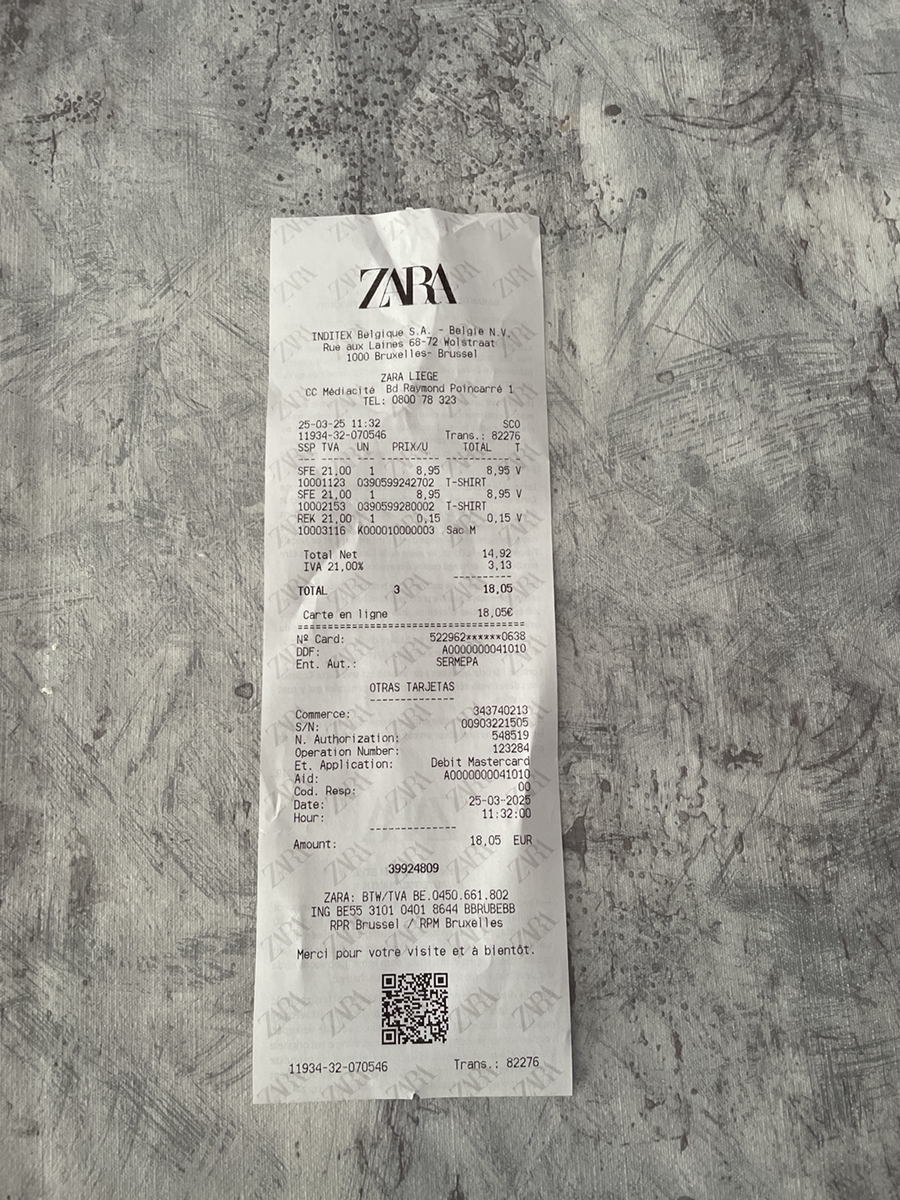 ZARA
INDITEX Belgique S.A. - Belgie N.V.
Rue aux Laines 68-72 Wolstraat
1000 Bruxelles- Brussel
ZARA LIEGE
CC Médiacité Bd Raymond Poincarré 1
TEL: 0800 78 323
25-03-25 11:32 SCO
11934-32-070546 Trans.: 82276
SSP TVA UN PRIX/U TOTAL T
SFE 21,00 1 8,95 8,95 V
10001123 0390599242702 T-SHIRT
SFE 21,00 1 8,95 8,95 V
10002153 0390599280002 T-SHIRT
REK 21,00 1 0,15 0,15 V
10003116 K000010000003 Sac M
Total Net 14,92
IVA 21,00% 3,13
TOTAL 3 18,05
Carte en ligne 18,05€
Nº Card: 522962******0638
DDF: A0000000041010
Ent. Aut.: SERMEPA
OTRAS TARJETAS
Commerce: 343740213
S/N: 00903221505
N. Authorization: 548519
Operation Number: 123284
Et. Application: Debit Mastercard
Aid: A0000000041010
Cod. Resp: 00
Date: 25-03-2025
Hour: 11:32:00
Amount: 18,05 EUR
39924809
ZARA: BTW/TVA BE.0450.661.802
ING BE55 3101 0401 8644 BBRUBEBB
RPR Brussel / RPM Bruxelles
Merci pour votre visite et à bientôt.
11934-32-070546 Trans.: 82276